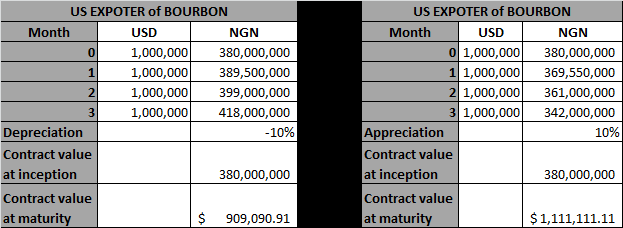 US EXPOTER of BOURBON
Month USD NGN
0 1,000,000 380,000,000
1 1,000,000 389,500,000
2 1,000,000 399,000,000
3 1,000,000 418,000,000
Depreciation -10%
Contract value
at inception 380,000,000
Contract value
at maturity $ 909,090.91
US EXPOTER of BOURBON
Month USD NGN
0 1,000,000 380,000,000
1 1,000,000 369,550,000
2 1,000,000 361,000,000
3 1,000,000 342,000,000
Appreciation 10%
Contract value
at inception 380,000,000
Contract value
at maturity $ 1,111,111.11